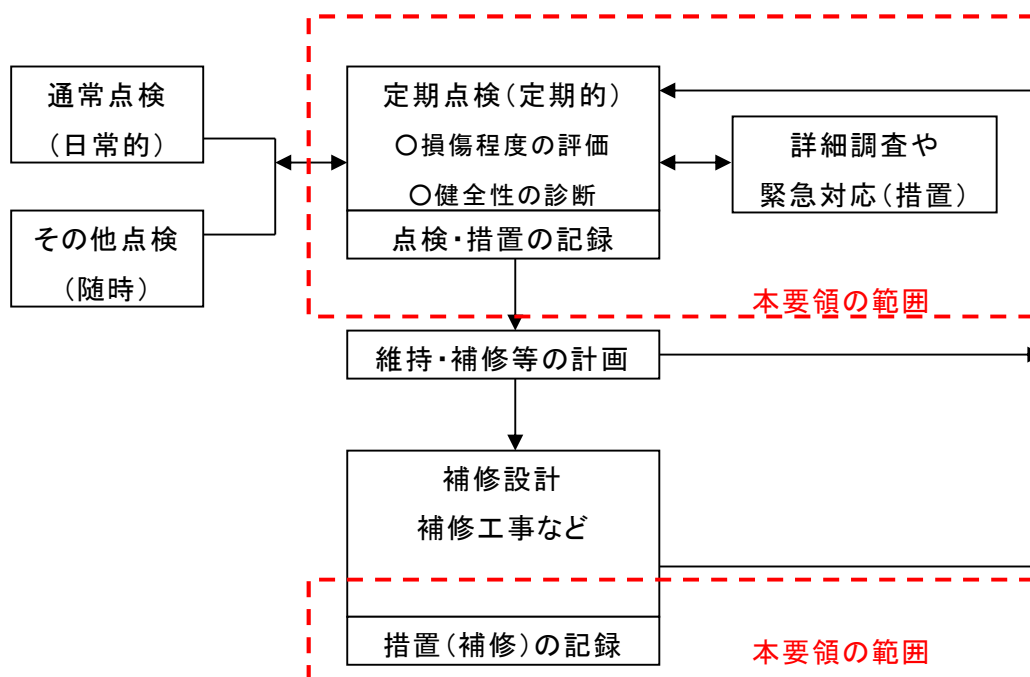 通常点検
(日常的)
その他点検
(随時)
定期点検(定期的)
○損傷程度の評価
○健全性の診断
点検・措置の記録
詳細調査や
緊急対応(措置)
本要領の範囲
維持・補修等の計画
補修設計
補修工事など
措置(補修)の記録
本要領の範囲